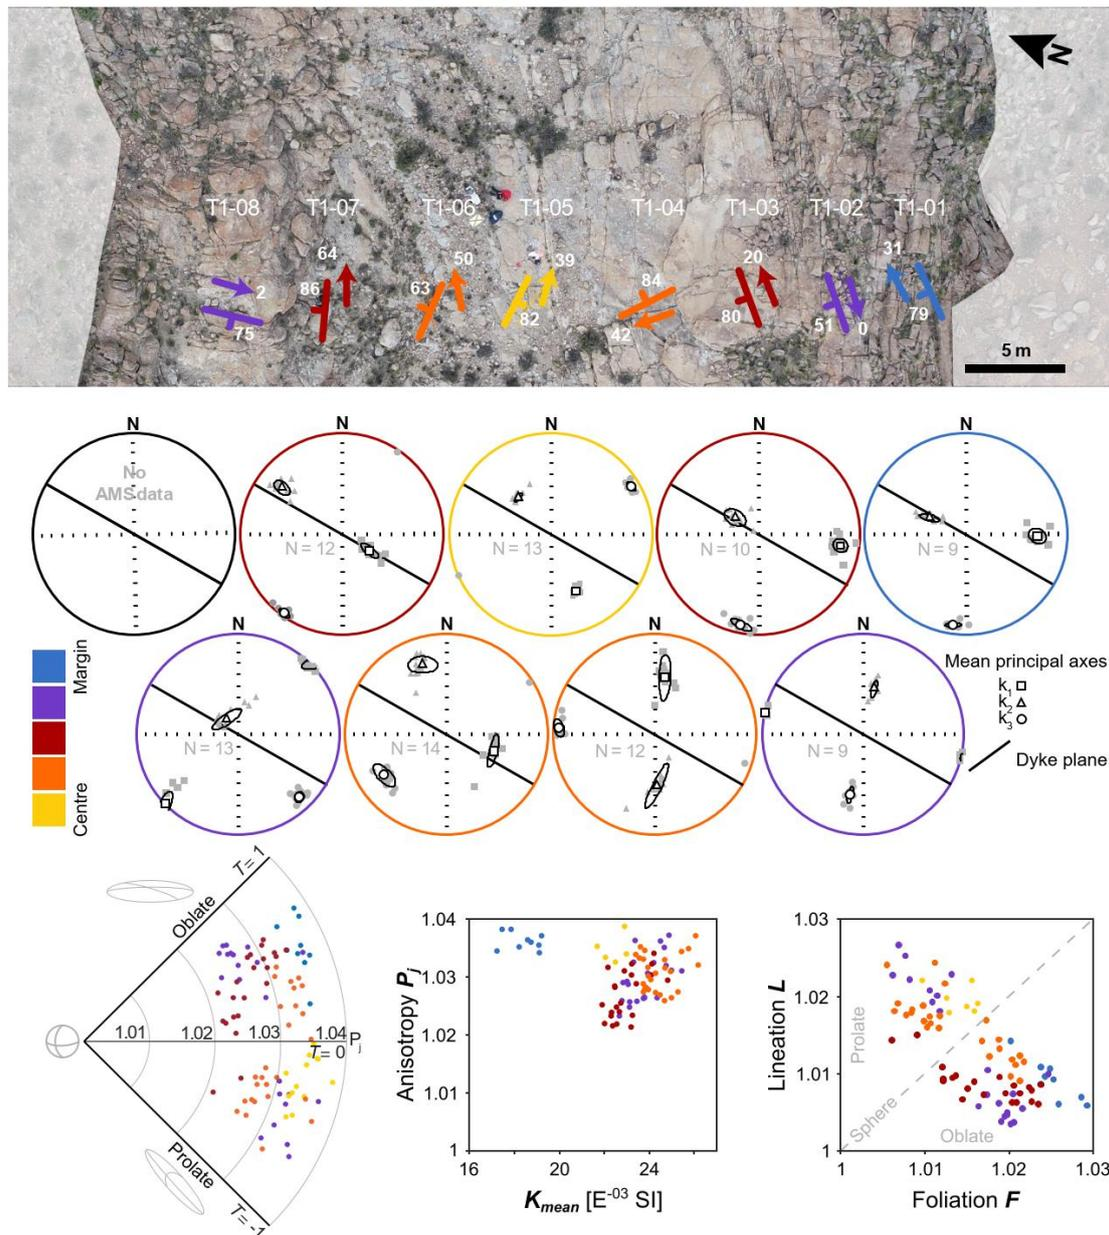 N
T1-08 T1-07 T1-06 T1-05 T1-04 T1-03 T1-02 T1-01
64 50 39 84 20 31
2 86 63
75 82 42 80 51 0 79
5 m
N N N N N
No
AMS data
N = 12 N = 13 N = 10 N = 9
N N N N
N = 13 N = 14 N = 12 N = 9
Margin
Centre
Mean principal axes
k1
k2
k3
Dyke plane
T = 1
Oblate
1.01 1.02 1.03 1.04 Pj
T = 0
Prolate
T = -1
1.04
1.03
1.02
1.01
1
Anisotropy Pj
16 20 24
Kmean [E-03 SI]
1.03
1.02
1.01
1
Lineation L
Prolate
Sphere
Oblate
1 1.01 1.02 1.03
Foliation F